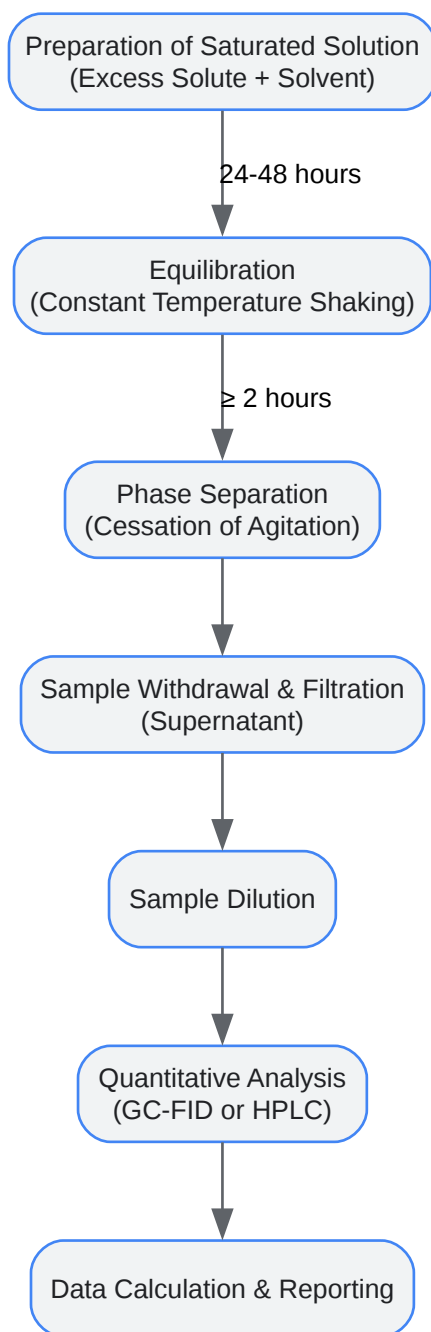 Preparation of Saturated Solution
(Excess Solute + Solvent)
24-48 hours
Equilibration
(Constant Temperature Shaking)
≥ 2 hours
Phase Separation
(Cessation of Agitation)
Sample Withdrawal & Filtration
(Supernatant)
Sample Dilution
Quantitative Analysis
(GC-FID or HPLC)
Data Calculation & Reporting